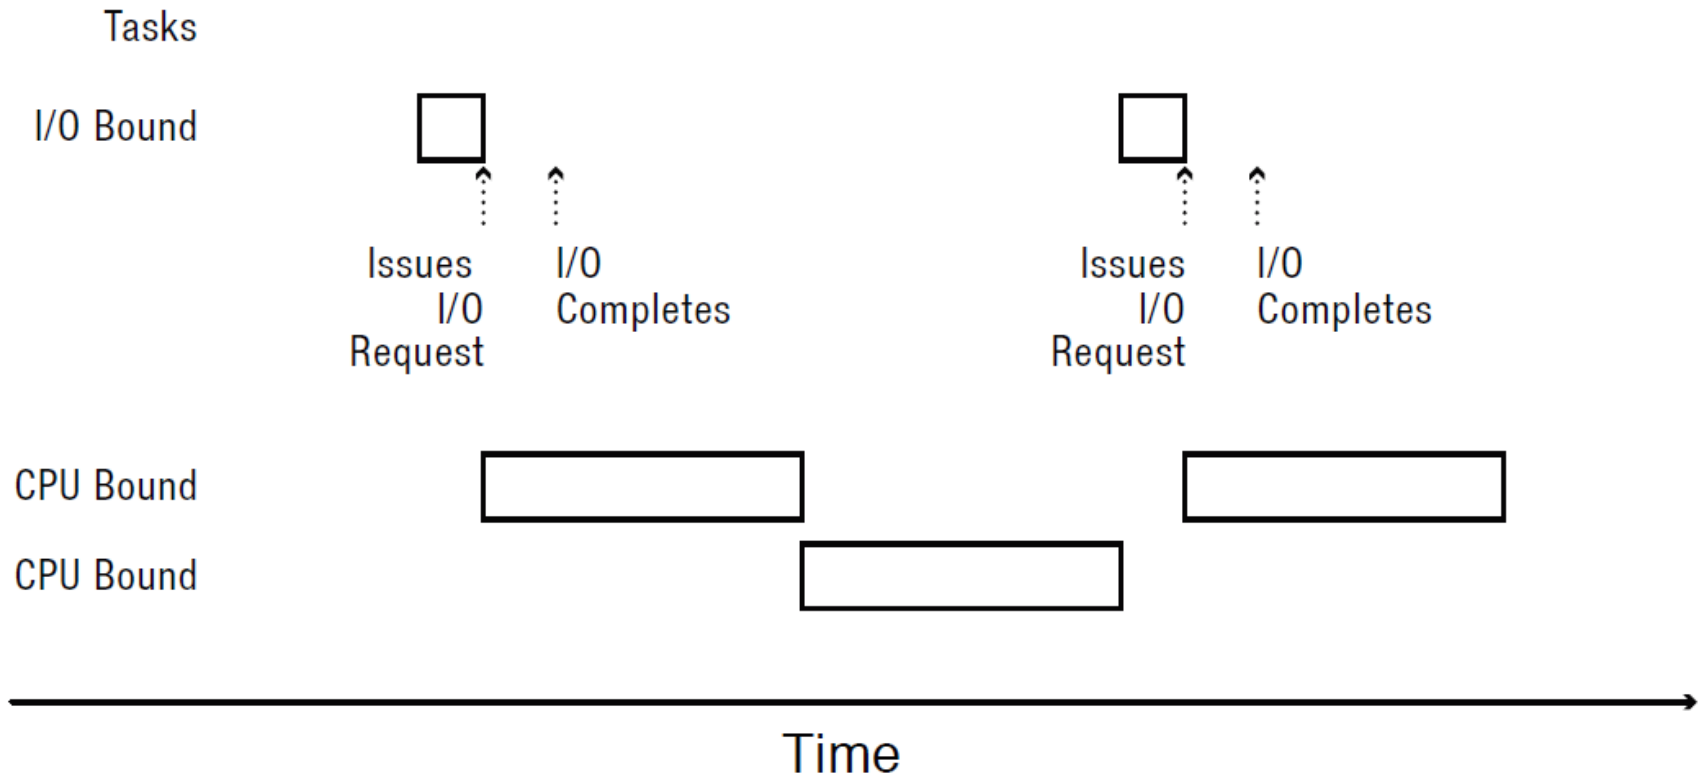 Tasks
I/O Bound
Issues
I/O
Request
I/O
Completes
Issues
I/O
Request
I/O
Completes
CPU Bound
CPU Bound
Time